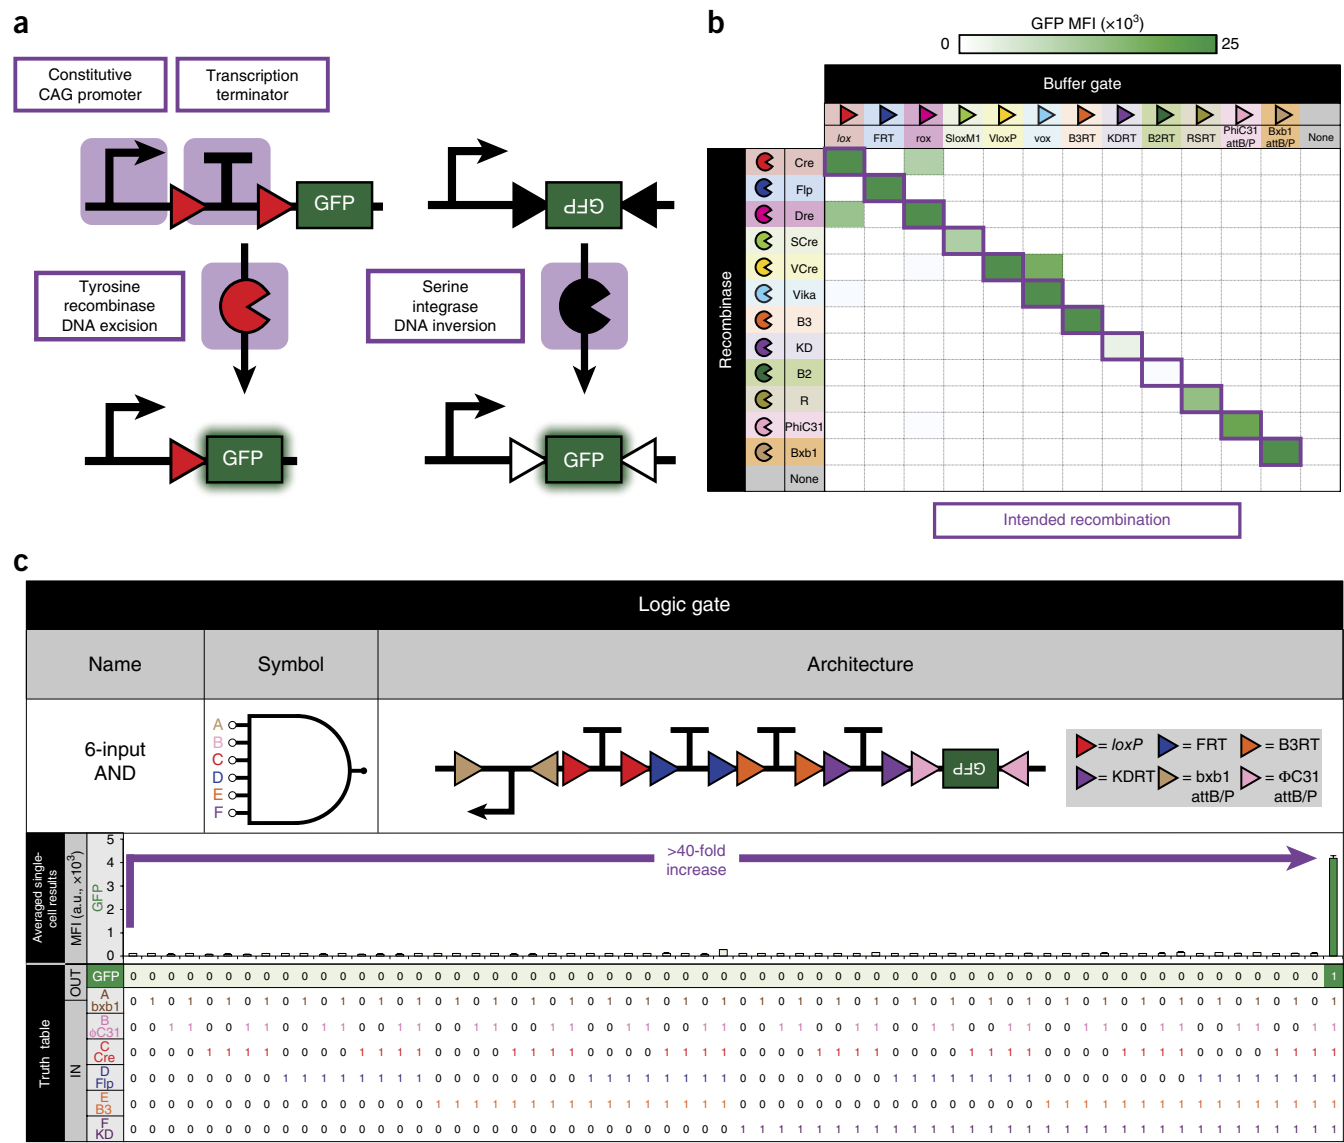 a
Constitutive
CAG promoter
Transcription
terminator
GFP
GFP
Tyrosine
recombinase
DNA excision
Serine
integrase
DNA inversion
GFP
GFP
b
GFP MFI (×10³)
0 25
Buffer gate
lox FRT rox SloxM1 VloxP vox B3RT KDRT B2RT RSRT PhiC31 attB/P Bxb1 attB/P None
Recombinase
Cre
Flp
Dre
SCre
VCre
Vika
B3
KD
B2
R
PhiC31
Bxb1
None
Intended recombination
c
Logic gate
Name Symbol Architecture
6-input
AND
A
B
C
D
E
F
GFP
= loxP = FRT = B3RT
= KDRT = bxb1 attB/P = ΦC31 attB/P
Averaged single-
cell results
MFI (a.u., ×10³)
GFP
5
4
3
2
1
0
>40-fold
increase
Truth table
OUT
IN
GFP 0 0 0 0 0 0 0 0 0 0 0 0 0 0 0 0 0 0 0 0 0 0 0 0 0 0 0 0 0 0 0 0 0 0 0 0 0 0 0 0 0 0 0 0 0 0 0 0 0 0 0 0 0 0 0 0 0 0 0 0 0 0 0 1
A
bxb1 0 1 0 1 0 1 0 1 0 1 0 1 0 1 0 1 0 1 0 1 0 1 0 1 0 1 0 1 0 1 0 1 0 1 0 1 0 1 0 1 0 1 0 1 0 1 0 1 0 1 0 1 0 1 0 1 0 1 0 1 0 1 0 1
B
ϕC31 0 0 1 1 0 0 1 1 0 0 1 1 0 0 1 1 0 0 1 1 0 0 1 1 0 0 1 1 0 0 1 1 0 0 1 1 0 0 1 1 0 0 1 1 0 0 1 1 0 0 1 1 0 0 1 1 0 0 1 1 0 0 1 1
C
Cre 0 0 0 0 1 1 1 1 0 0 0 0 1 1 1 1 0 0 0 0 1 1 1 1 0 0 0 0 1 1 1 1 0 0 0 0 1 1 1 1 0 0 0 0 1 1 1 1 0 0 0 0 1 1 1 1 0 0 0 0 1 1 1 1
D
Flp 0 0 0 0 0 0 0 0 1 1 1 1 1 1 1 1 0 0 0 0 0 0 0 0 1 1 1 1 1 1 1 1 0 0 0 0 0 0 0 0 1 1 1 1 1 1 1 1 0 0 0 0 0 0 0 0 1 1 1 1 1 1 1 1
E
B3 0 0 0 0 0 0 0 0 0 0 0 0 0 0 0 0 1 1 1 1 1 1 1 1 1 1 1 1 1 1 1 1 0 0 0 0 0 0 0 0 0 0 0 0 0 0 0 0 1 1 1 1 1 1 1 1 1 1 1 1 1 1 1 1
F
KD 0 0 0 0 0 0 0 0 0 0 0 0 0 0 0 0 0 0 0 0 0 0 0 0 0 0 0 0 0 0 0 0 1 1 1 1 1 1 1 1 1 1 1 1 1 1 1 1 1 1 1 1 1 1 1 1 1 1 1 1 1 1 1 1